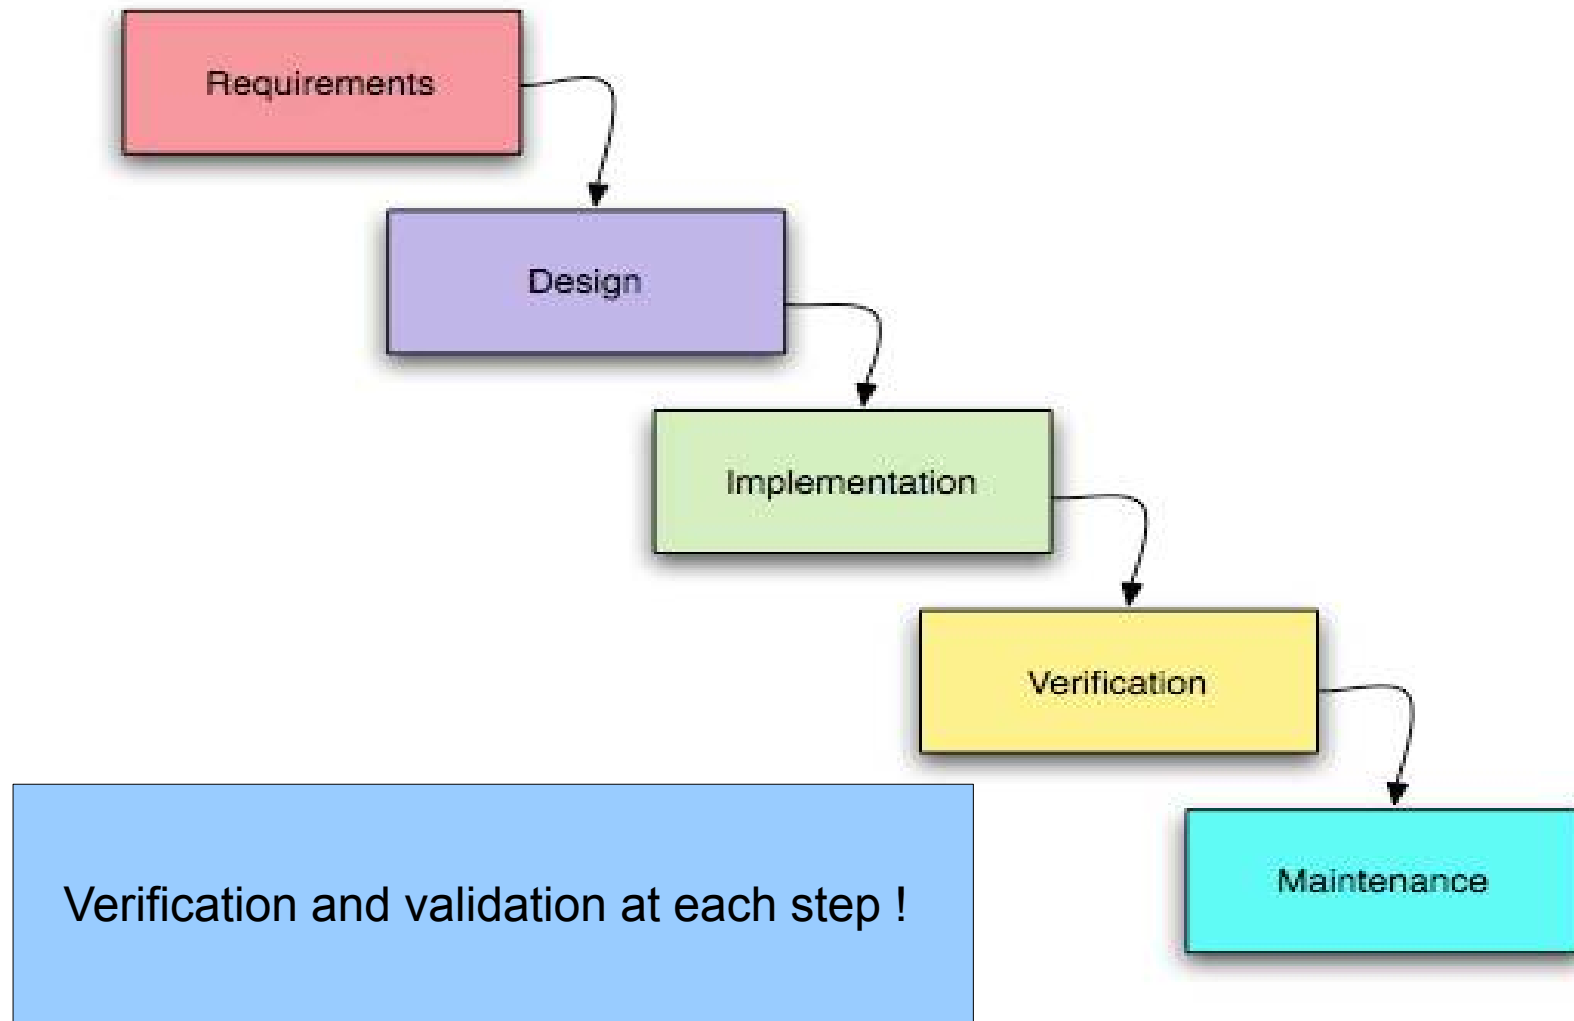 Requirements
Design
Implementation
Verification
Maintenance
Verification and validation at each step !